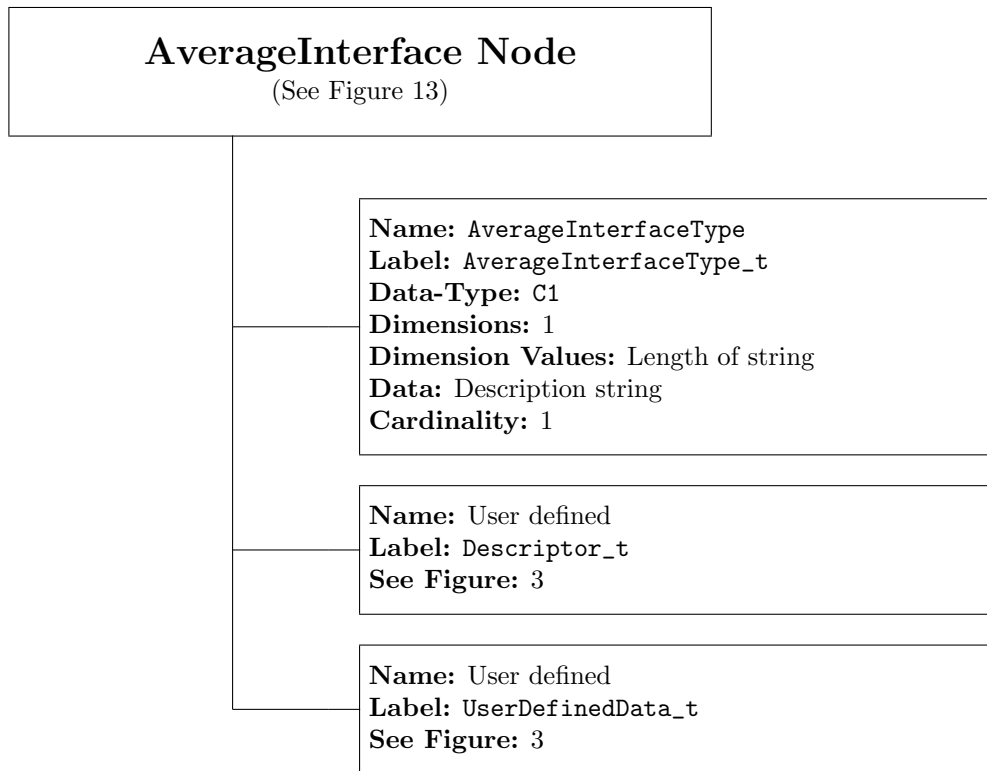 AverageInterface Node
(See Figure 13)
Name: AverageInterfaceType
Label: AverageInterfaceType_t
Data-Type: C1
Dimensions: 1
Dimension Values: Length of string
Data: Description string
Cardinality: 1
Name: User defined
Label: Descriptor_t
See Figure: 3
Name: User defined
Label: UserDefinedData_t
See Figure: 3